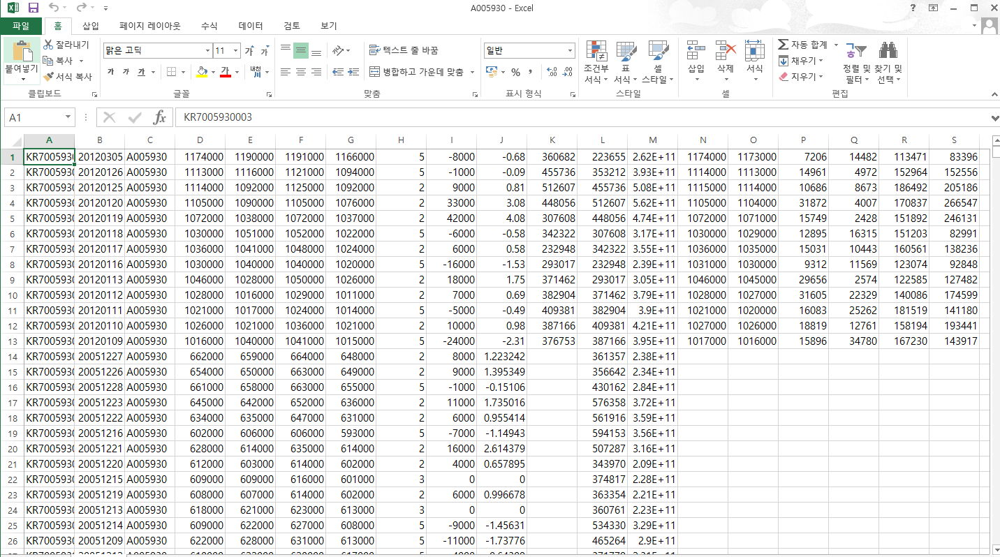 A005930 - Excel
파일 홈 삽입 페이지 레이아웃 수식 데이터 검토 보기
붙여넣기
잘라내기
복사
서식 복사
클립보드
맑은 고딕 11
가 가
가 가 가
가 내천
글꼴
텍스트 줄 바꿈
병합하고 가운데 맞춤
맞춤
일반
% ,
표시 형식
조건부 서식
표 서식
셀 스타일
스타일
삽입 삭제 서식
셀
자동 합계
채우기
지우기
정렬 및 필터
찾기 및 선택
편집
A1 fx KR7005930003
A B C D E F G H I J K L M N O P Q R S
1 KR700593 20120305 A005930 1174000 1190000 1191000 1166000 5 -8000 -0.68 360682 223655 2.62E+11 1174000 1173000 7206 14482 113471 83396
2 KR700593 20120126 A005930 1113000 1116000 1121000 1094000 5 -1000 -0.09 455736 353212 3.93E+11 1114000 1113000 14961 4972 152964 152556
3 KR700593 20120125 A005930 1114000 1092000 1125000 1092000 2 9000 0.81 512607 455736 5.08E+11 1115000 1114000 10686 8673 186492 205186
4 KR700593 20120120 A005930 1105000 1090000 1105000 1076000 2 33000 3.08 448056 512607 5.62E+11 1105000 1104000 31872 4007 170837 266547
5 KR700593 20120119 A005930 1072000 1038000 1072000 1037000 2 42000 4.08 307608 448056 4.74E+11 1072000 1071000 15749 2428 151892 246131
6 KR700593 20120118 A005930 1030000 1051000 1052000 1022000 5 -6000 -0.58 342322 307608 3.17E+11 1030000 1029000 12895 16315 151203 82991
7 KR700593 20120117 A005930 1036000 1041000 1048000 1024000 2 6000 0.58 232948 342322 3.55E+11 1036000 1035000 15031 10443 160561 138236
8 KR700593 20120116 A005930 1030000 1040000 1040000 1020000 5 -16000 -1.53 293017 232948 2.39E+11 1031000 1030000 9312 11569 123074 92848
9 KR700593 20120113 A005930 1046000 1028000 1050000 1026000 2 18000 1.75 371462 293017 3.05E+11 1046000 1045000 29656 2574 122585 127482
10 KR700593 20120112 A005930 1028000 1016000 1029000 1011000 2 7000 0.69 382904 371462 3.79E+11 1028000 1027000 31605 22329 140086 174599
11 KR700593 20120111 A005930 1021000 1017000 1024000 1014000 5 -5000 -0.49 409381 382904 3.9E+11 1021000 1020000 16083 25262 181519 141180
12 KR700593 20120110 A005930 1026000 1021000 1036000 1021000 2 10000 0.98 387166 409381 4.21E+11 1027000 1026000 18819 12761 158194 193441
13 KR700593 20120109 A005930 1016000 1040000 1041000 1015000 5 -24000 -2.31 376753 387166 3.95E+11 1017000 1016000 15896 34780 167230 143917
14 KR700593 20051227 A005930 662000 659000 664000 648000 2 8000 1.223242 361357 2.38E+11
15 KR700593 20051226 A005930 654000 650000 663000 649000 2 9000 1.395349 356642 2.34E+11
16 KR700593 20051228 A005930 661000 658000 663000 655000 5 -1000 -0.15106 430162 2.84E+11
17 KR700593 20051223 A005930 645000 642000 652000 636000 2 11000 1.735016 576358 3.72E+11
18 KR700593 20051222 A005930 634000 635000 647000 631000 2 6000 0.955414 561916 3.59E+11
19 KR700593 20051216 A005930 602000 606000 606000 593000 5 -7000 -1.14943 594153 3.56E+11
20 KR700593 20051221 A005930 628000 614000 635000 614000 2 16000 2.614379 507287 3.16E+11
21 KR700593 20051220 A005930 612000 603000 614000 602000 2 4000 0.657895 343970 2.09E+11
22 KR700593 20051215 A005930 609000 609000 616000 601000 3 0 0 374817 2.28E+11
23 KR700593 20051219 A005930 608000 607000 614000 602000 2 6000 0.996678 363354 2.21E+11
24 KR700593 20051213 A005930 618000 621000 623000 613000 3 0 0 360761 2.23E+11
25 KR700593 20051214 A005930 609000 622000 627000 608000 5 -9000 -1.45631 534330 3.29E+11
26 KR700593 20051209 A005930 622000 628000 631000 613000 5 -11000 -1.73776 465264 2.9E+11